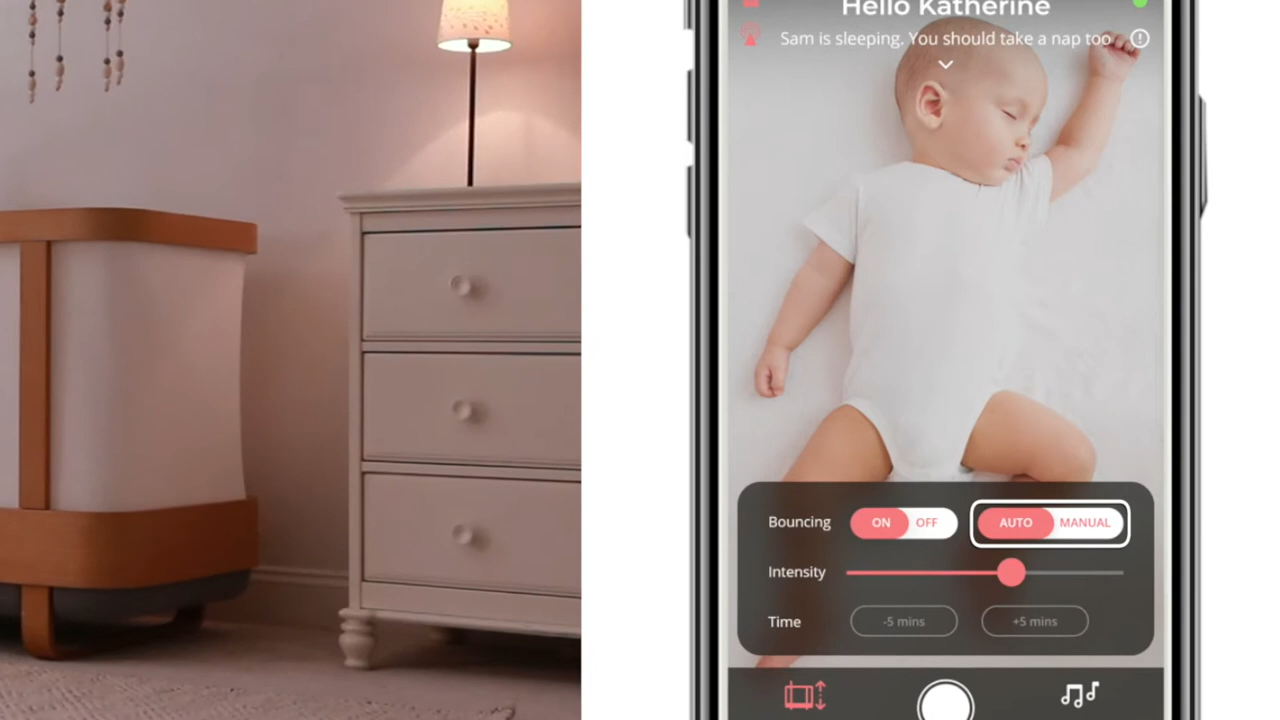 Hello Katherine
Sam is sleeping. You should take a nap too
Bouncing ON OFF AUTO MANUAL
Intensity
Time -5 mins +5 mins